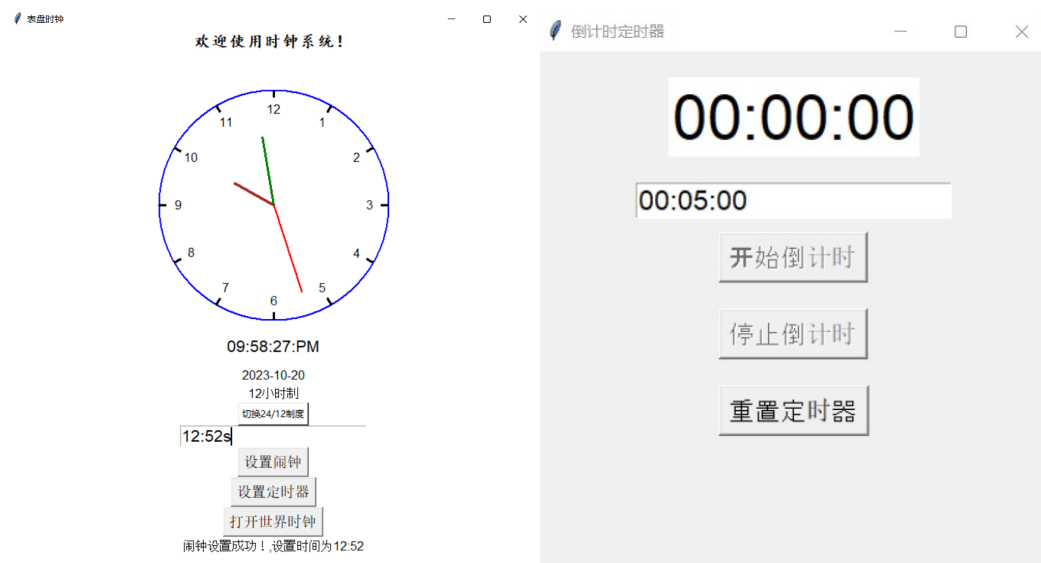 表盘时钟
欢迎使用时钟系统！
12
1
2
3
4
5
6
7
8
9
10
11
09:58:27:PM
2023-10-20
12小时制
切换24/12制度
12:52s
设置闹钟
设置定时器
打开世界时钟
闹钟设置成功！,设置时间为12:52
倒计时定时器
00:00:00
00:05:00
开始倒计时
停止倒计时
重置定时器